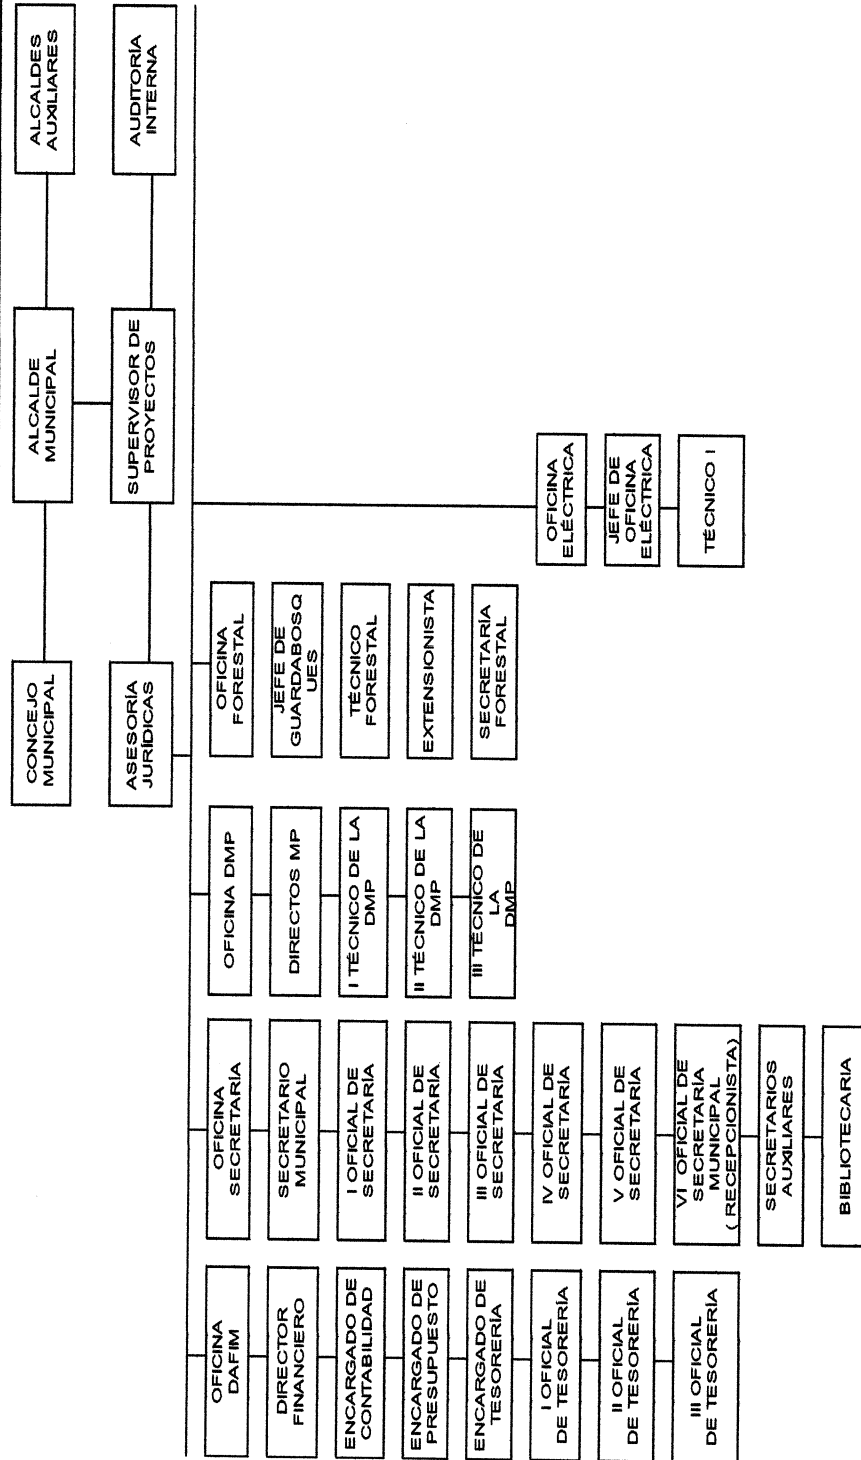 CONCEJO
MUNICIPAL
ALCALDE
MUNICIPAL
ALCALDES
AUXILIARES
ASESORÍA
JURÍDICAS
SUPERVISOR DE
PROYECTOS
AUDITORÍA
INTERNA
OFICINA
DAFIM
DIRECTOR
FINANCIERO
ENCARGADO DE
CONTABILIDAD
ENCARGADO DE
PRESUPUESTO
ENCARGADO DE
TESORERÍA
I OFICIAL
DE TESORERÍA
II OFICIAL
DE TESORERÍA
III OFICIAL
DE TESORERÍA
OFICINA
SECRETARÍA
SECRETARIO
MUNICIPAL
I OFICIAL DE
SECRETARÍA
II OFICIAL DE
SECRETARÍA
III OFICIAL DE
SECRETARÍA
IV OFICIAL DE
SECRETARÍA
V OFICIAL DE
SECRETARÍA
VI OFICIAL DE
SECRETARÍA
MUNICIPAL
( RECEPCIONISTA)
SECRETARIOS
AUXILIARES
BIBLIOTECARIA
OFICINA DMP
DIRECTOS MP
I TÉCNICO DE LA
DMP
II TÉCNICO DE LA
DMP
III TÉCNICO DE
LA
DMP
OFICINA
FORESTAL
JEFE DE
GUARDABOSQ
UES
TÉCNICO
FORESTAL
EXTENSIONISTA
SECRETARÍA
FORESTAL
OFICINA
ELÉCTRICA
JEFE DE
OFICINA
ELÉCTRICA
TÉCNICO I